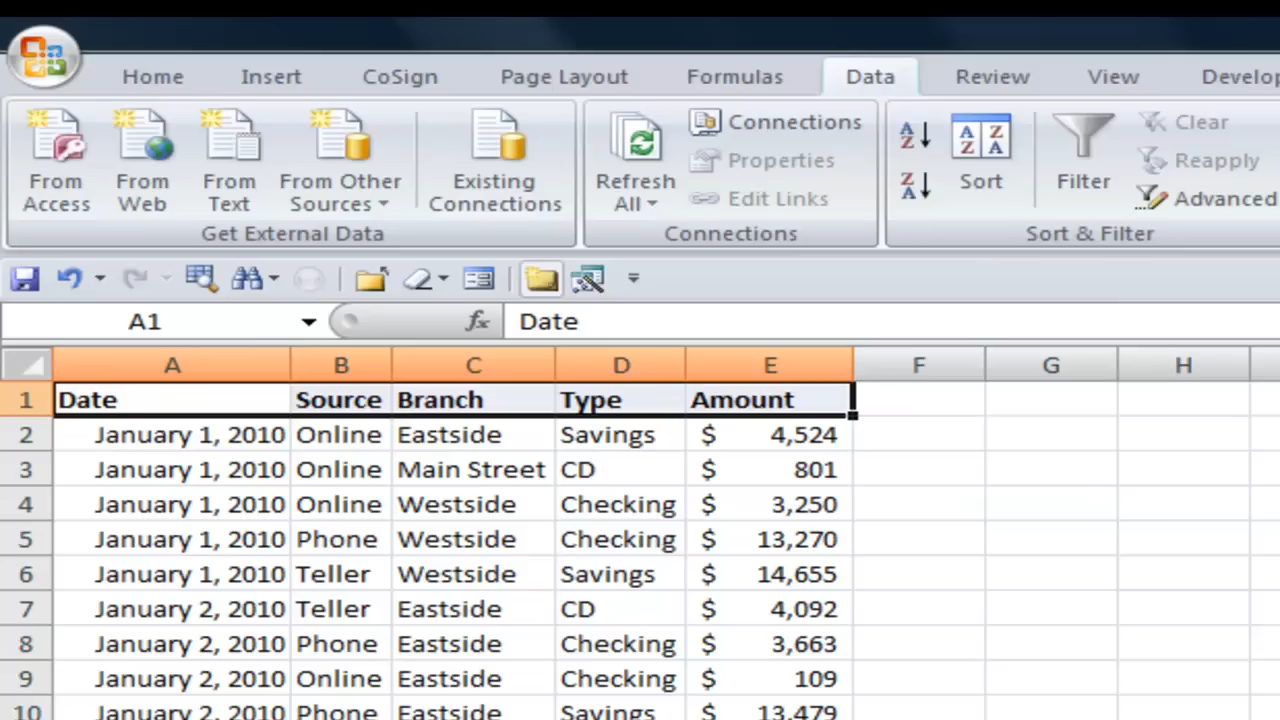 Home Insert CoSign Page Layout Formulas Data Review View Develop
From Access From Web From Text From Other Sources Existing Connections Refresh All Connections Properties Edit Links A Z Z A A Z Z A Sort Filter Clear Reapply Advanced
Get External Data Connections Sort & Filter
A1 fx Date
A B C D E F G H
1 Date Source Branch Type Amount
2 January 1, 2010 Online Eastside Savings $ 4,524
3 January 1, 2010 Online Main Street CD $ 801
4 January 1, 2010 Online Westside Checking $ 3,250
5 January 1, 2010 Phone Westside Checking $ 13,270
6 January 1, 2010 Teller Westside Savings $ 14,655
7 January 2, 2010 Teller Eastside CD $ 4,092
8 January 2, 2010 Phone Eastside Checking $ 3,663
9 January 2, 2010 Online Eastside Checking $ 109
10 January 2, 2010 Phone Eastside Savings $ 13,479